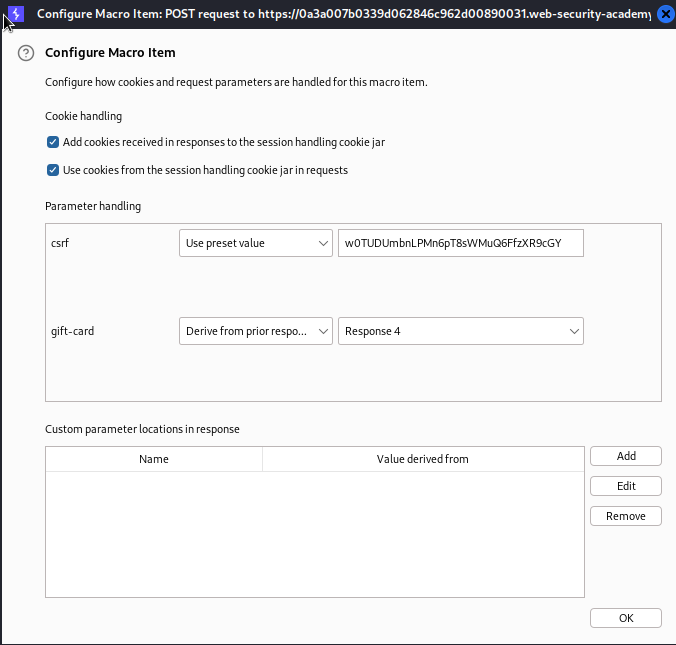 Configure Macro Item: POST request to https://0a3a007b0339d062846c962d00890031.web-security-academy
Configure Macro Item
Configure how cookies and request parameters are handled for this macro item.
Cookie handling
Add cookies received in responses to the session handling cookie jar
Use cookies from the session handling cookie jar in requests
Parameter handling
csrf Use preset value w0TUDUmbnLPMn6pT8sWMuQ6FfzXR9cGY
gift-card Derive from prior respo... Response 4
Custom parameter locations in response
Name Value derived from
Add
Edit
Remove
OK